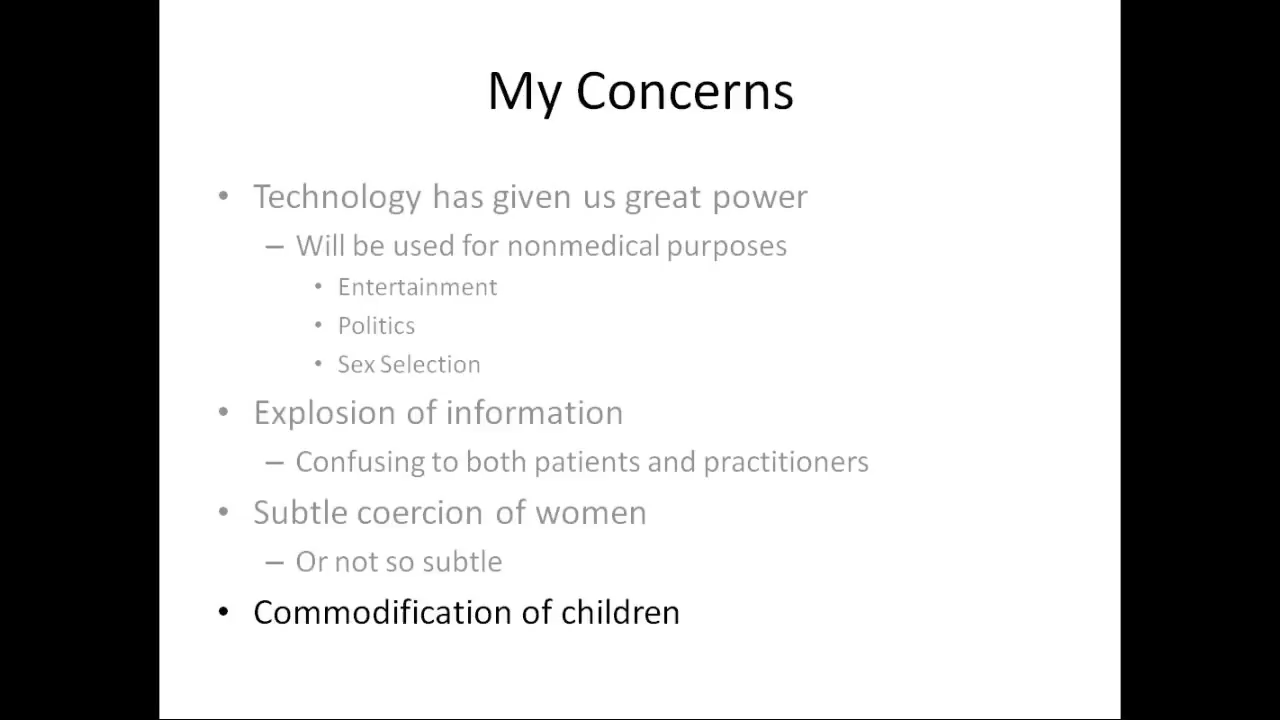 My Concerns
• Technology has given us great power
– Will be used for nonmedical purposes
• Entertainment
• Politics
• Sex Selection
• Explosion of information
– Confusing to both patients and practitioners
• Subtle coercion of women
– Or not so subtle
• Commodification of children